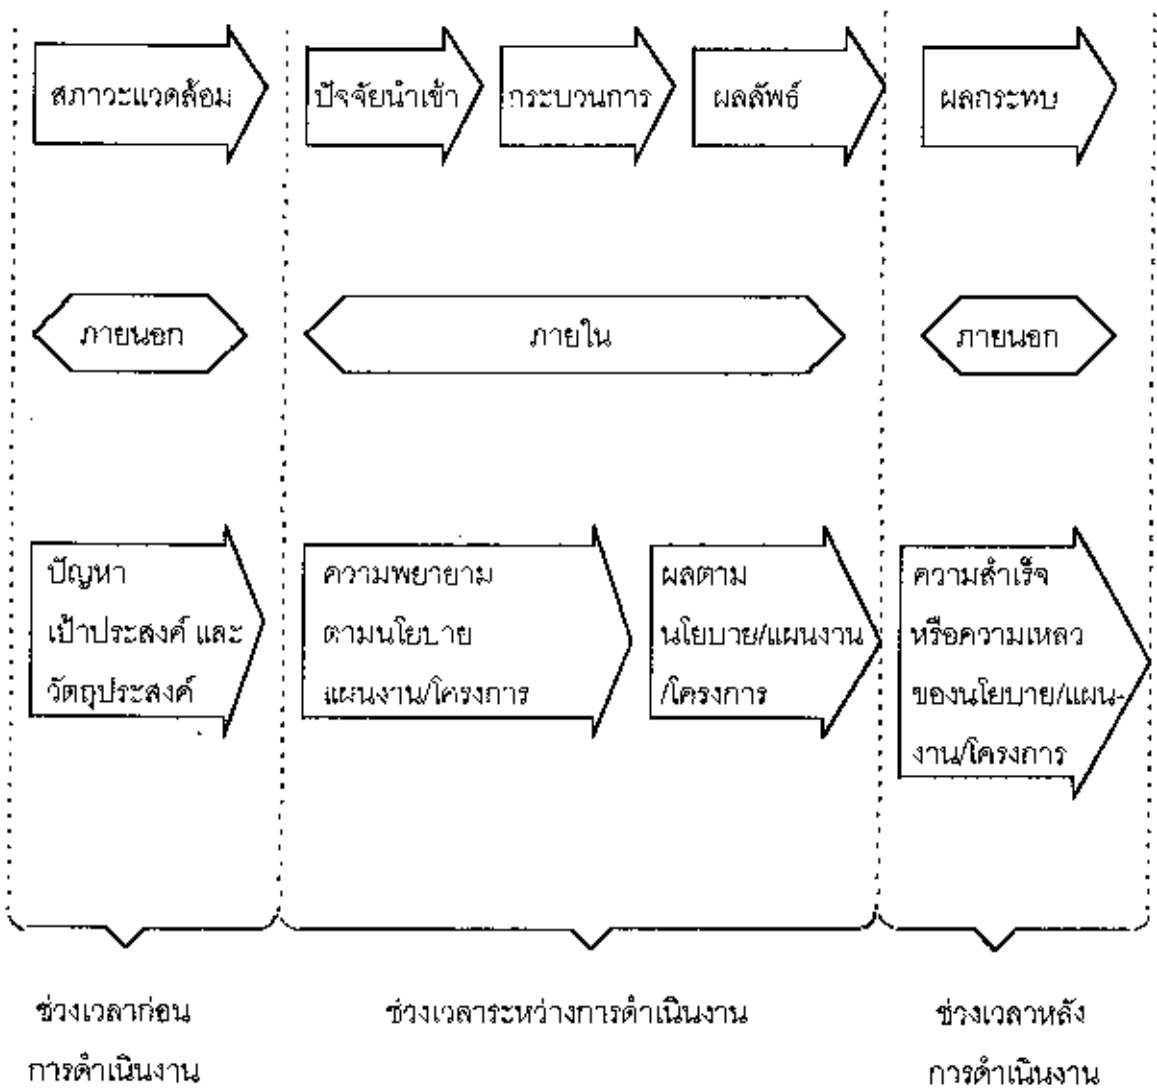 สภาวะแวดล้อม
ปัจจัยนำเข้า
กระบวนการ
ผลลัพธ์
ผลกระทบ
ภายนอก
ภายใน
ภายนอก
ปัญหา
เป้าประสงค์ และ
วัตถุประสงค์
ความพยายาม
ตามนโยบาย
แผนงาน/โครงการ
ผลตาม
นโยบาย/แผนงาน
/โครงการ
ความสำเร็จ
หรือความเหลว
ของนโยบาย/แผน-
งาน/โครงการ
ช่วงเวลาก่อน
การดำเนินงาน
ช่วงเวลาระหว่างการดำเนินงาน
ช่วงเวลาหลัง
การดำเนินงาน